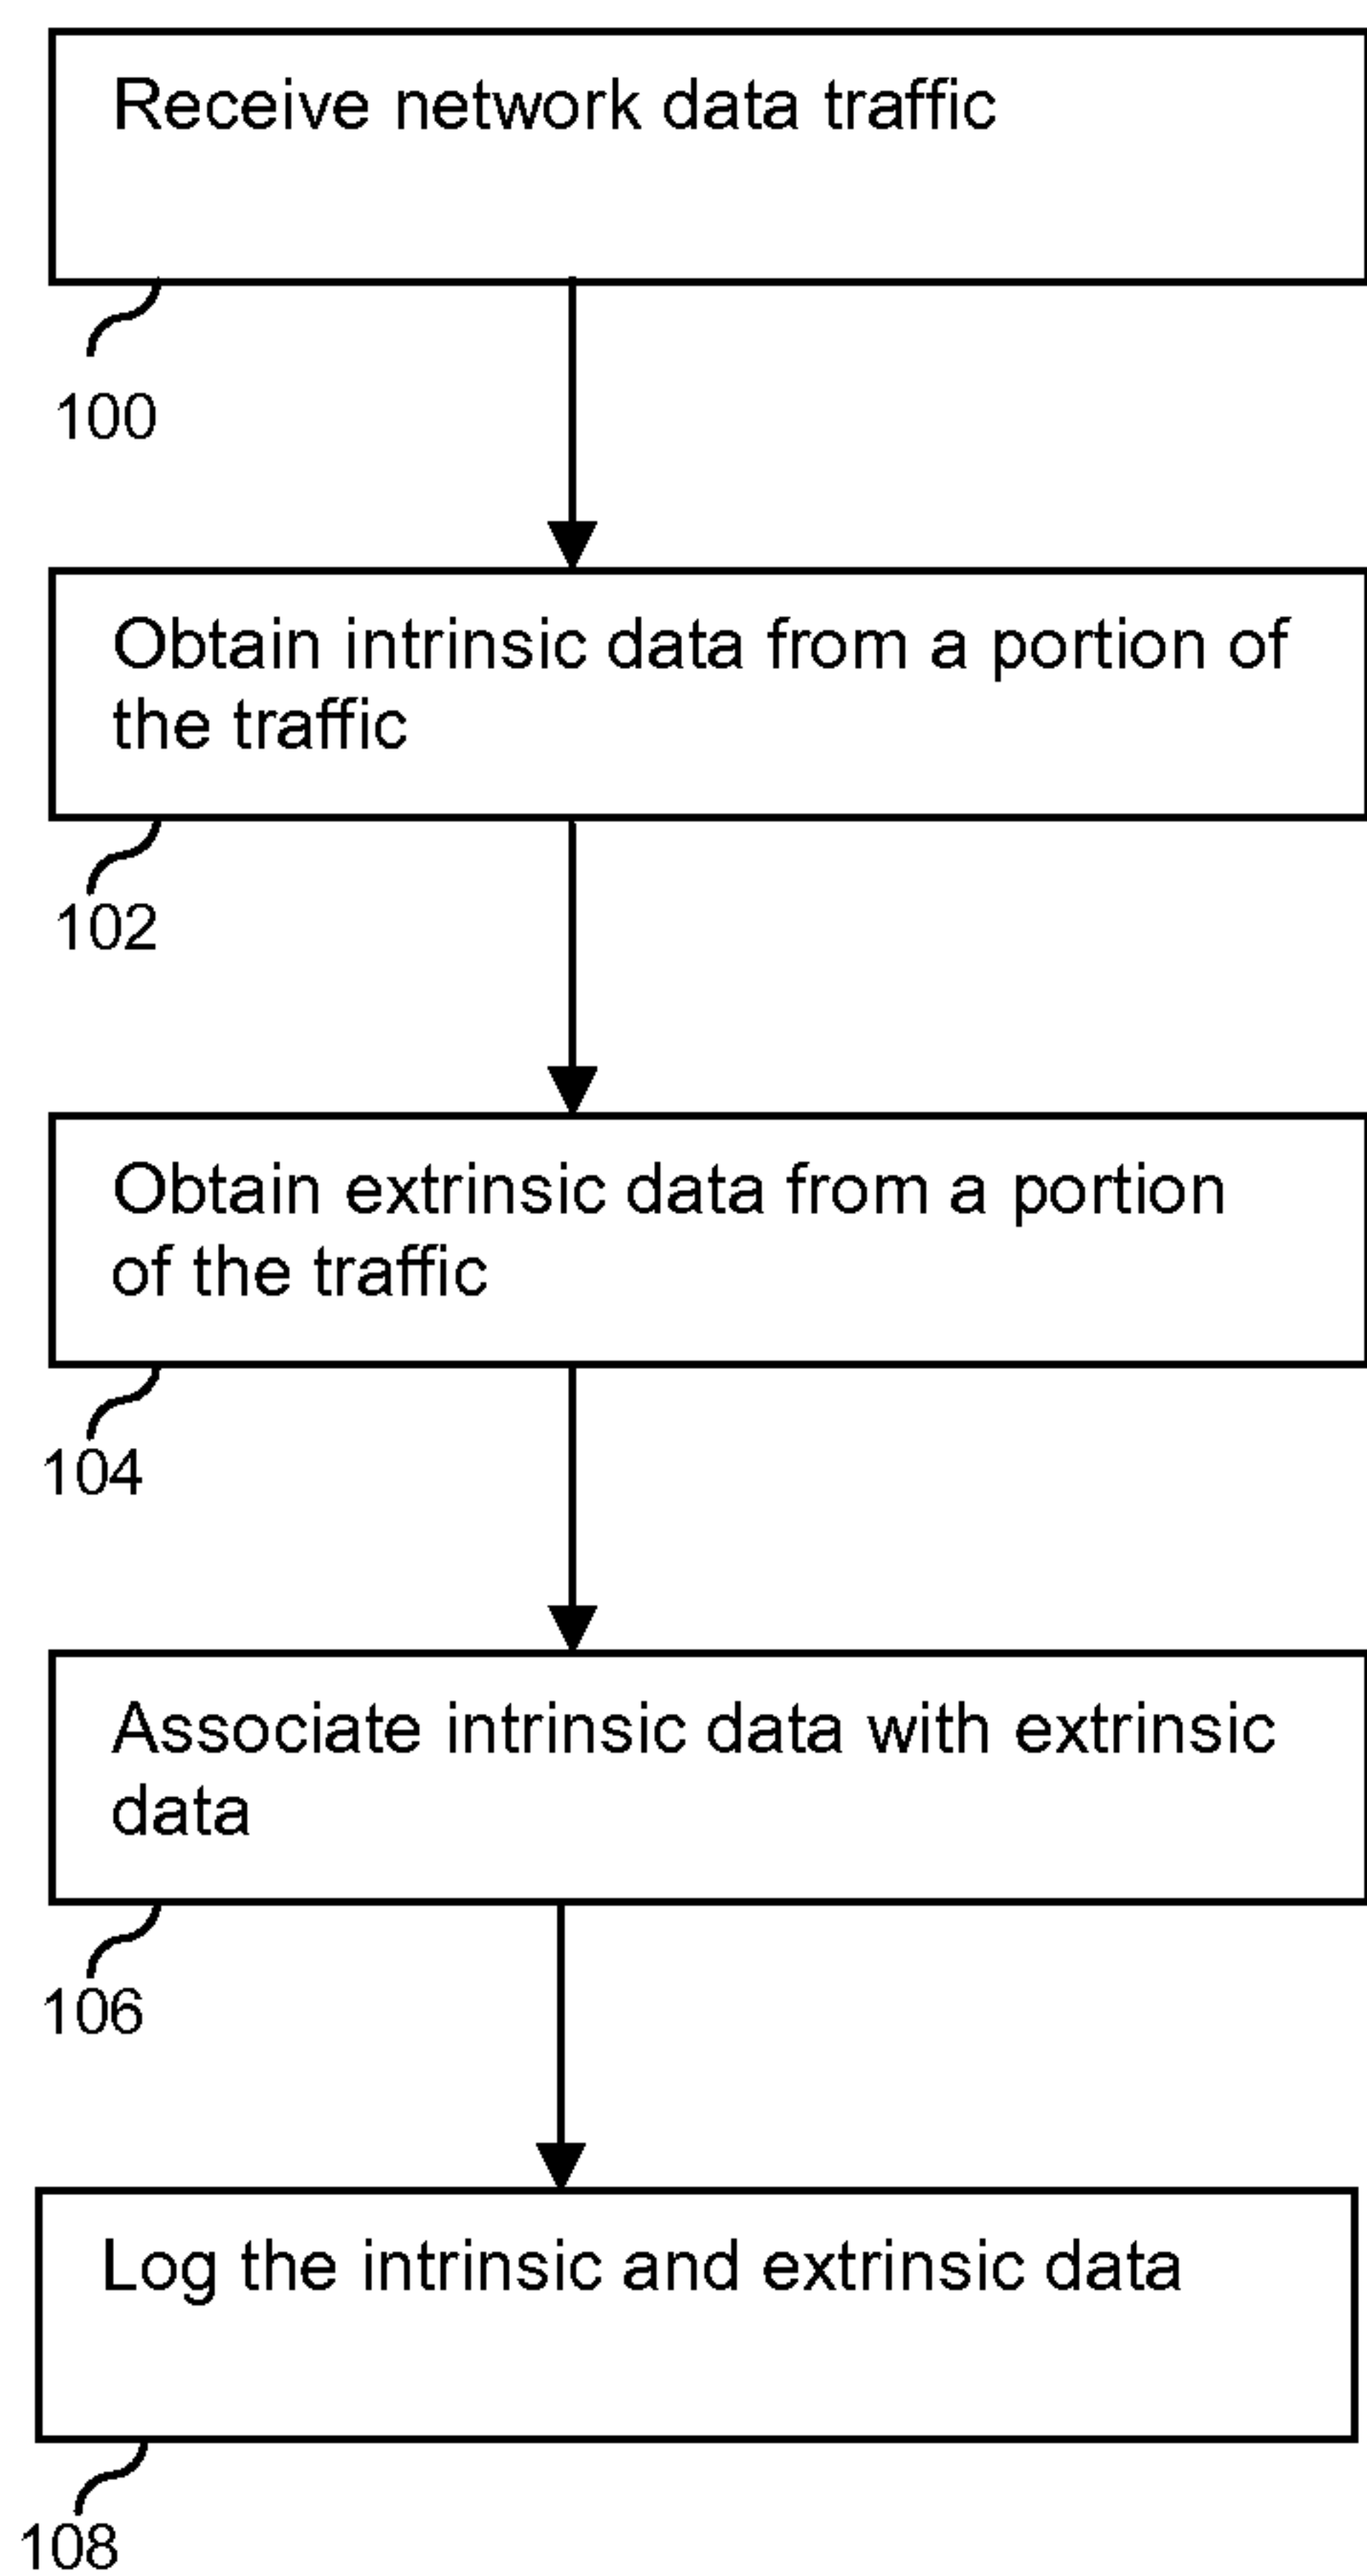 Receive network data traffic
100
Obtain intrinsic data from a portion of
the traffic
102
Obtain extrinsic data from a portion
of the traffic
104
Associate intrinsic data with extrinsic
data
106
Log the intrinsic and extrinsic data
108